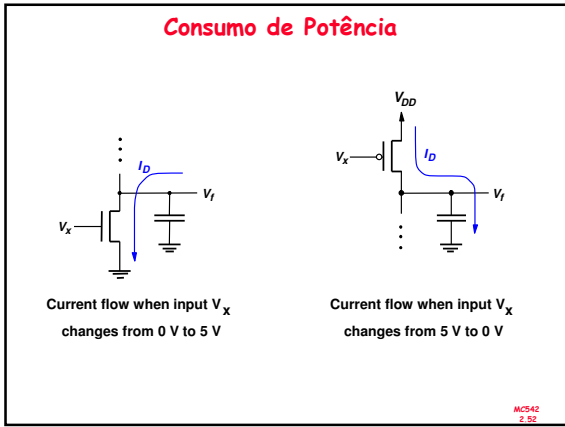 Consumo de Potência
I_D
V_f
V_x
Current flow when input V_x
changes from 0 V to 5 V
V_DD
V_x
I_D
V_f
Current flow when input V_x
changes from 5 V to 0 V
MC542
2.52